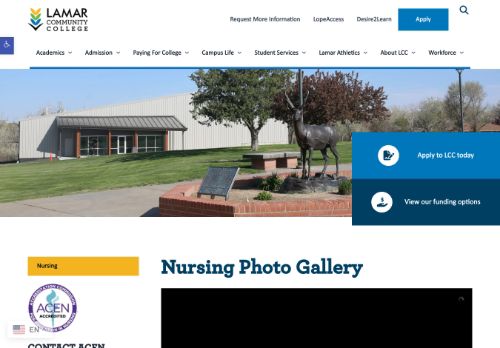 LAMAR
COMMUNITY
COLLEGE
Request More Information
LopeAccess
Desire2Learn
Apply
Academics
Admission
Paying For College
Campus Life
Student Services
Lamar Athletics
About LCC
Workforce
Apply to LCC today
View our funding options
Nursing
Nursing Photo Gallery
ACEN
ACCREDITED
EN
CONTACT ACEN